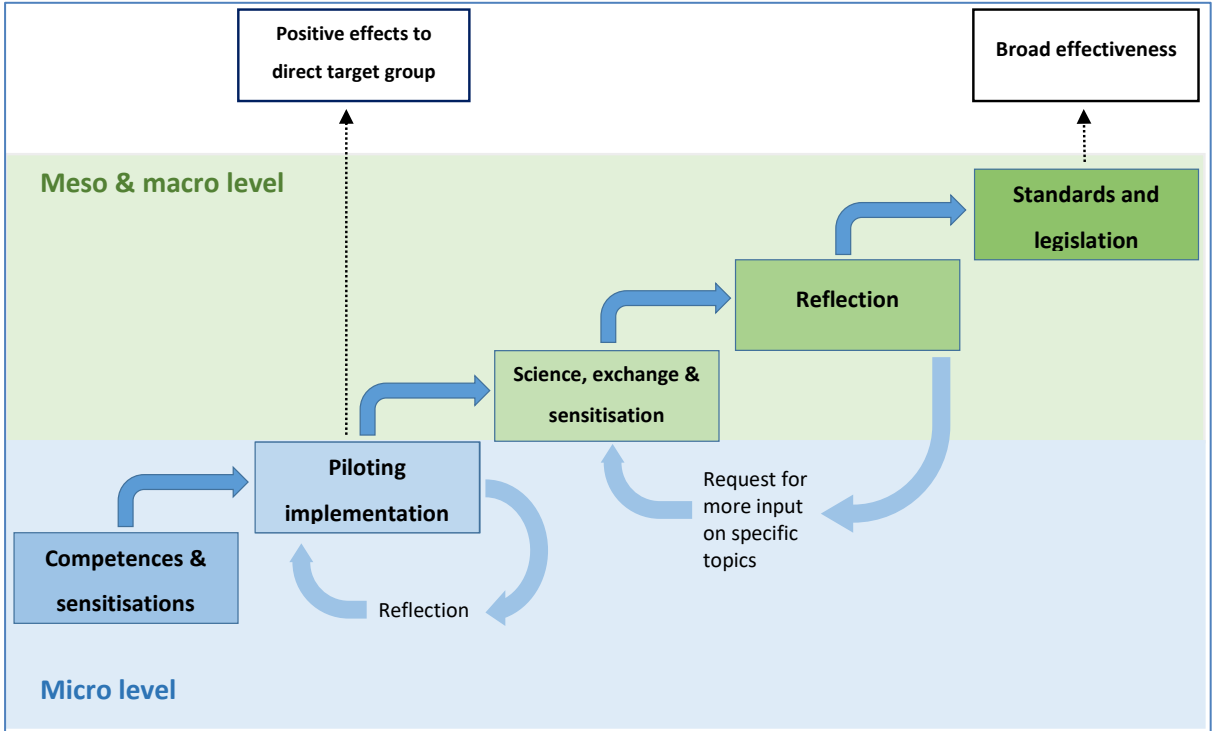 Positive effects to
direct target group
Broad effectiveness
Meso & macro level
Standards and
legislation
Reflection
Science, exchange &
sensitisation
Piloting
implementation
Request for
more input
on specific
topics
Competences &
sensitisations
Reflection
Micro level